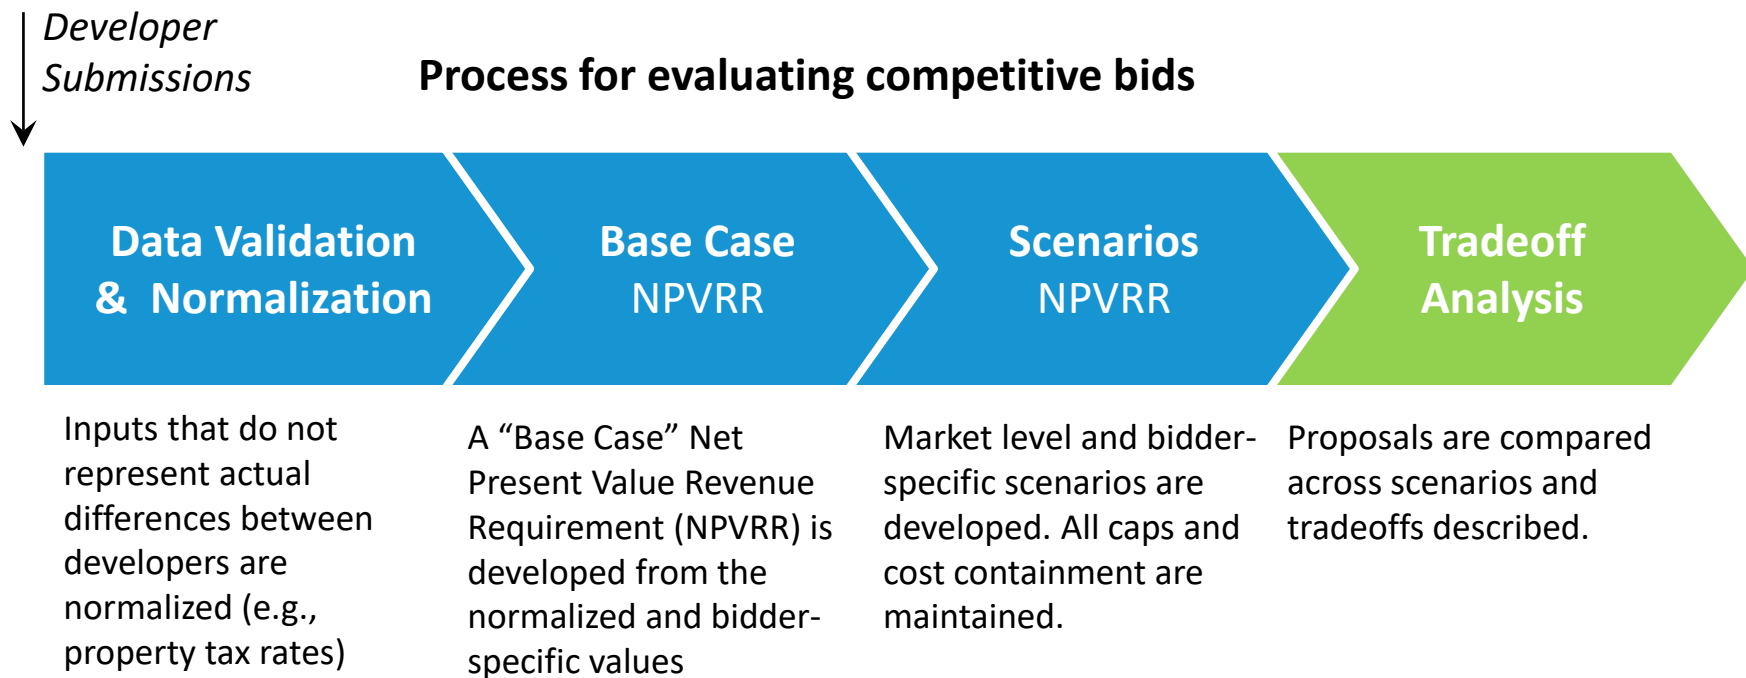 Developer
Submissions
Process for evaluating competitive bids
Data Validation
& Normalization
Base Case
NPVRR
Scenarios
NPVRR
Tradeoff
Analysis
Inputs that do not
represent actual
differences between
developers are
normalized (e.g.,
property tax rates)
A “Base Case” Net
Present Value Revenue
Requirement (NPVRR) is
developed from the
normalized and bidder-
specific values
Market level and bidder-
specific scenarios are
developed. All caps and
cost containment are
maintained.
Proposals are compared
across scenarios and
tradeoffs described.